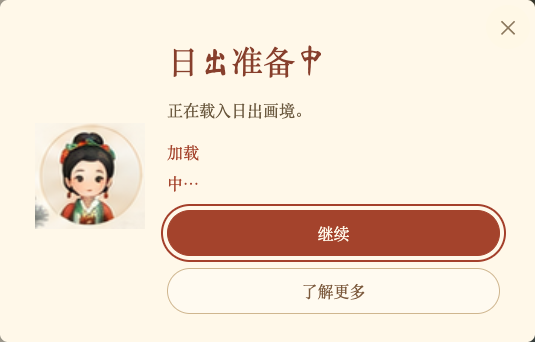 日出准备中
正在载入日出画境。
加载
中…
继续
了解更多